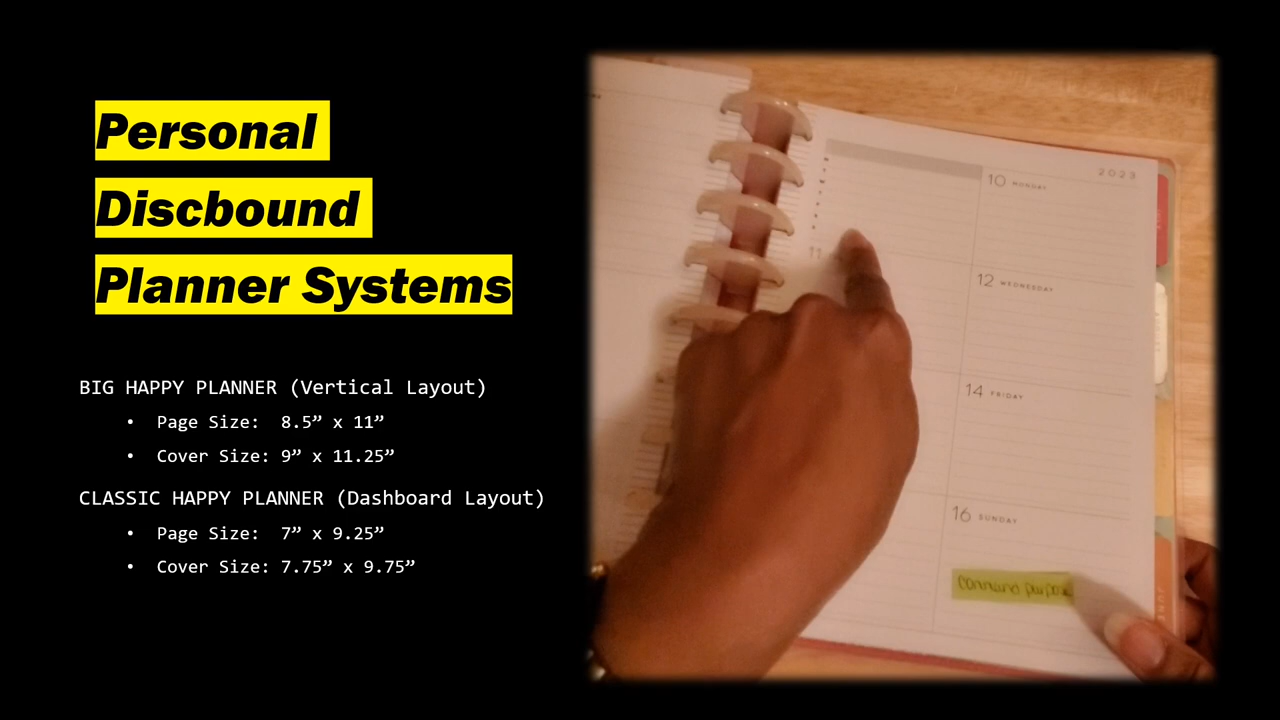 Personal
Discbound
Planner Systems
BIG HAPPY PLANNER (Vertical Layout)
• Page Size: 8.5” x 11”
• Cover Size: 9” x 11.25”
CLASSIC HAPPY PLANNER (Dashboard Layout)
• Page Size: 7” x 9.25”
• Cover Size: 7.75” x 9.75”
2023
10 MONDAY
11
12 WEDNESDAY
14 FRIDAY
16 SUNDAY